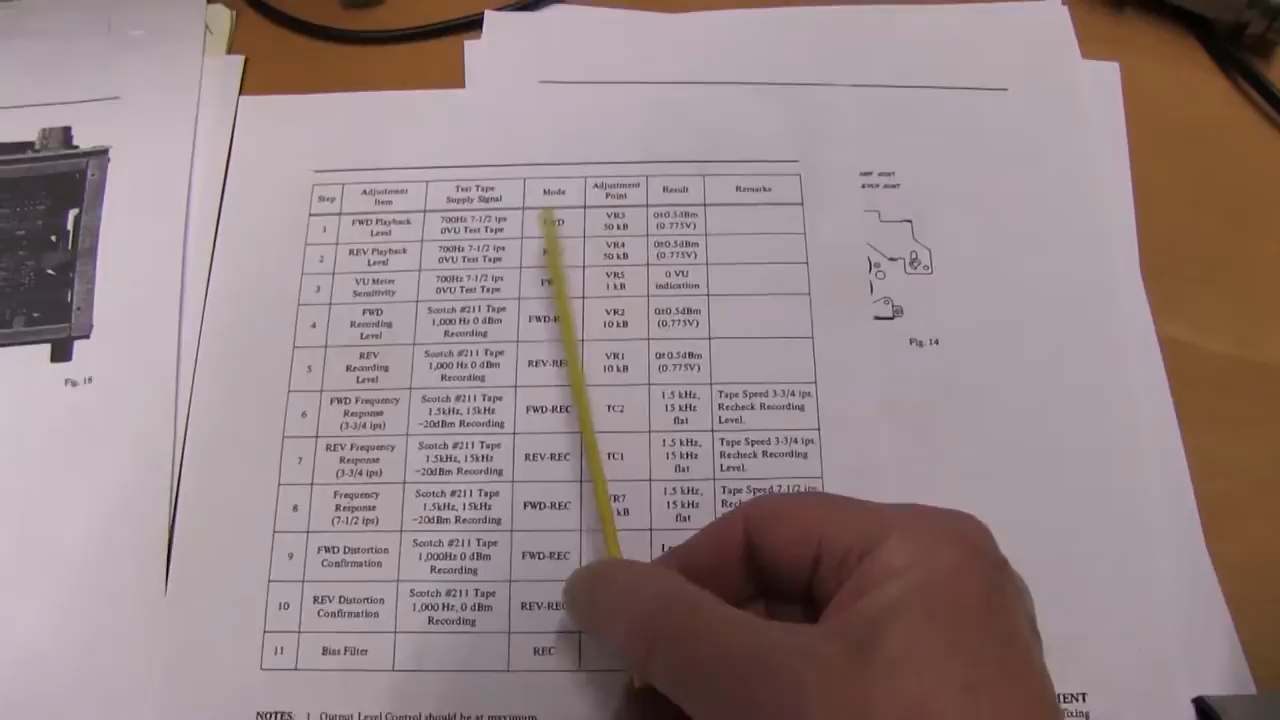 Step
Adjustment
Item
Test Tape
Supply Signal
Mode
Adjustment
Point
Result
Remarks
1
FWD Playback
Level
700Hz 7-1/2 ips
0VU Test Tape
VR3
50 kB
0±0.5dBm
(0.775V)
2
REV Playback
Level
700Hz 7-1/2 ips
0VU Test Tape
VR4
50 kB
0±0.5dBm
(0.775V)
3
VU Meter
Sensitivity
700Hz 7-1/2 ips
0VU Test Tape
VR5
1 kB
0 VU
indication
4
FWD
Recording
Level
Scotch #211 Tape
1,000 Hz 0 dBm
Recording
FWD-R
VR2
10 kB
0±0.5dBm
(0.775V)
5
REV
Recording
Level
Scotch #211 Tape
1,000 Hz 0 dBm
Recording
REV-REC
VR1
10 kB
0±0.5dBm
(0.775V)
6
FWD Frequency
Response
(3-3/4 ips)
Scotch #211 Tape
1.5kHz, 15kHz
−20dBm Recording
FWD-REC
TC2
1.5 kHz,
15 kHz
flat
Tape Speed 3-3/4 ips.
Recheck Recording
Level.
7
REV Frequency
Response
(3-3/4 ips)
Scotch #211 Tape
1.5kHz, 15kHz
−20dBm Recording
REV-REC
TC1
1.5 kHz,
15 kHz
flat
Tape Speed 3-3/4 ips.
Recheck Recording
Level.
8
Frequency
Response
(7-1/2 ips)
Scotch #211 Tape
1.5kHz, 15kHz
−20dBm Recording
FWD-REC
kB
1.5 kHz,
15 kHz
flat
Tape Speed 7-1/2 ips
9
FWD Distortion
Confirmation
Scotch #211 Tape
1,000Hz 0 dBm
Recording
FWD-REC
10
REV Distortion
Confirmation
Scotch #211 Tape
1,000 Hz, 0 dBm
Recording
REV-REC
11
Bias Filter
REC
NOTES: 1. Output Level Control should be at maximum
Fig. 14
Fig. 15